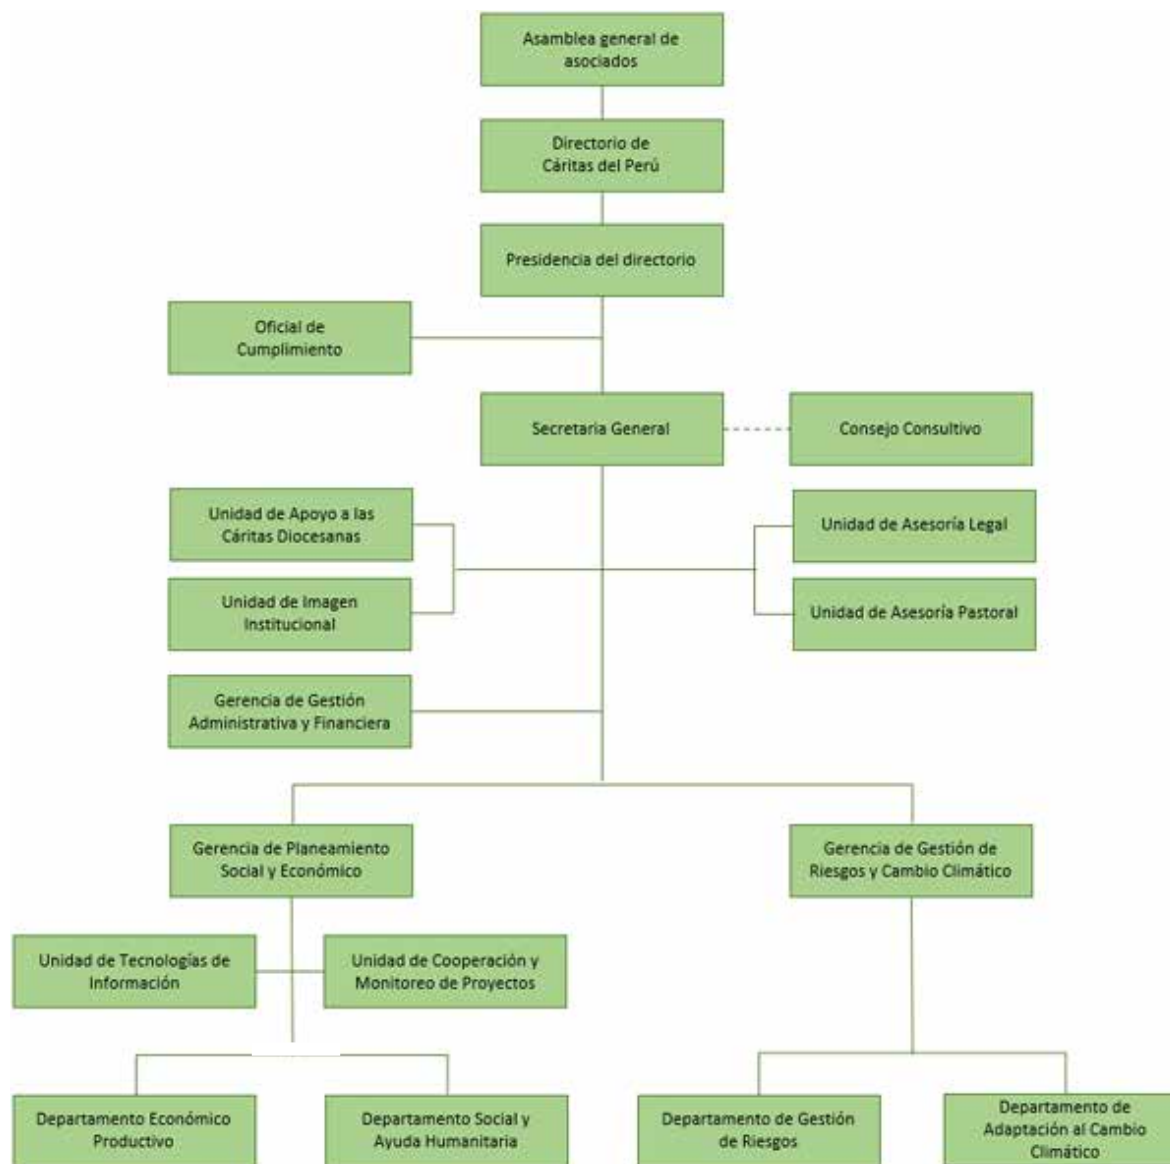 Asamblea general de
asociados
Directorio de
Cáritas del Perú
Presidencia del directorio
Oficial de
Cumplimiento
Secretaria General
Consejo Consultivo
Unidad de Apoyo a las
Cáritas Diocesanas
Unidad de Asesoría Legal
Unidad de Imagen
Institucional
Unidad de Asesoría Pastoral
Gerencia de Gestión
Administrativa y Financiera
Gerencia de Planeamiento
Social y Económico
Gerencia de Gestión de
Riesgos y Cambio Climático
Unidad de Tecnologías de
Información
Unidad de Cooperación y
Monitoreo de Proyectos
Departamento Económico
Productivo
Departamento Social y
Ayuda Humanitaria
Departamento de Gestión
de Riesgos
Departamento de
Adaptación al Cambio
Climático